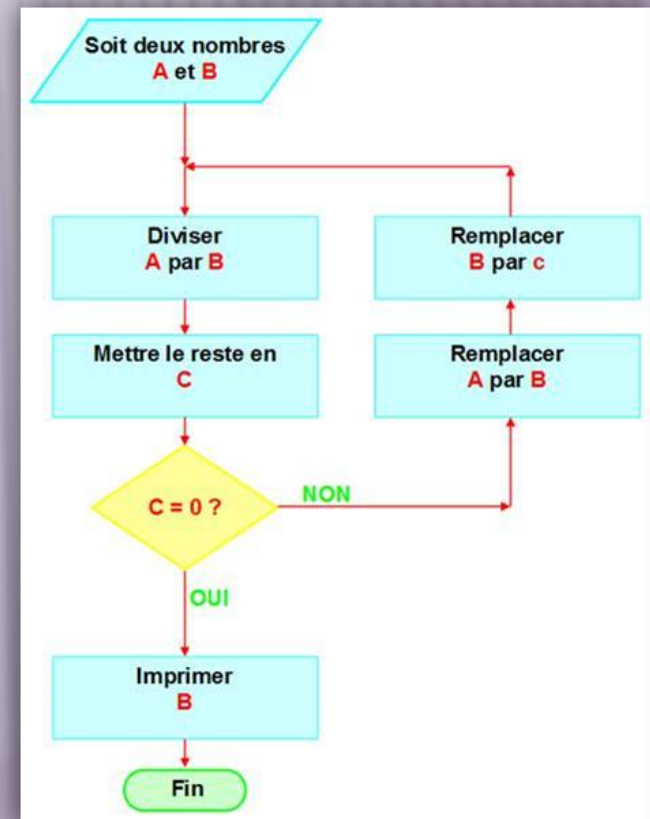 Soit deux nombres
A et B
Diviser
A par B
Mettre le reste en
C
C = 0 ?
NON
Remplacer
A par B
Remplacer
B par c
OUI
Imprimer
B
Fin